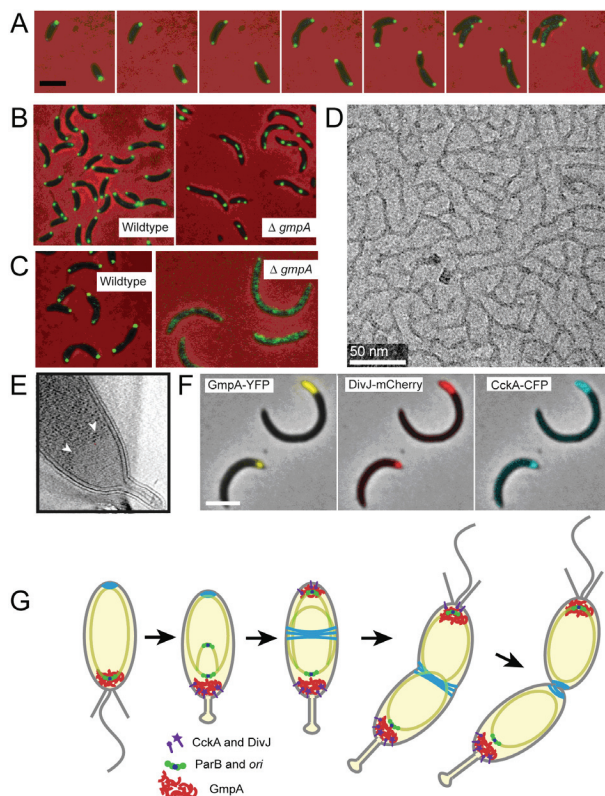 A
B
D
Wildtype
Δ gmpA
C
Wildtype
Δ gmpA
50 nm
E
F
GmpA-YFP
DivJ-mCherry
CckA-CFP
G
CckA and DivJ
ParB and ori
GmpA